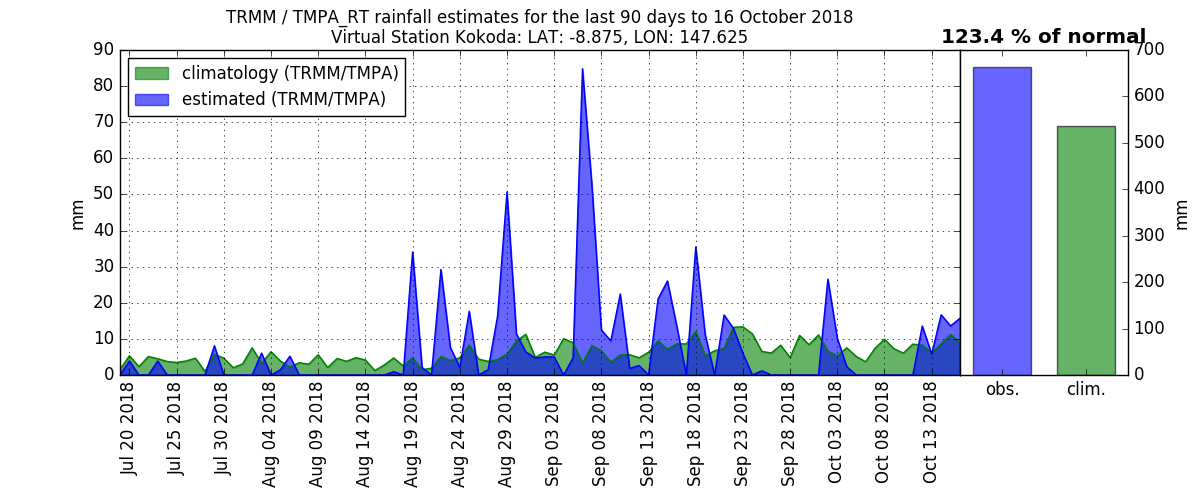 TRMM / TMPA_RT rainfall estimates for the last 90 days to 16 October 2018
Virtual Station Kokoda: LAT: -8.875, LON: 147.625
123.4 % of normal
climatology (TRMM/TMPA)
estimated (TRMM/TMPA)
mm
90
80
70
60
50
40
30
20
10
0
Jul 20 2018
Jul 25 2018
Jul 30 2018
Aug 04 2018
Aug 09 2018
Aug 14 2018
Aug 19 2018
Aug 24 2018
Aug 29 2018
Sep 03 2018
Sep 08 2018
Sep 13 2018
Sep 18 2018
Sep 23 2018
Sep 28 2018
Oct 03 2018
Oct 08 2018
Oct 13 2018
obs.
clim.
700
600
500
400
300
200
100
0
mm